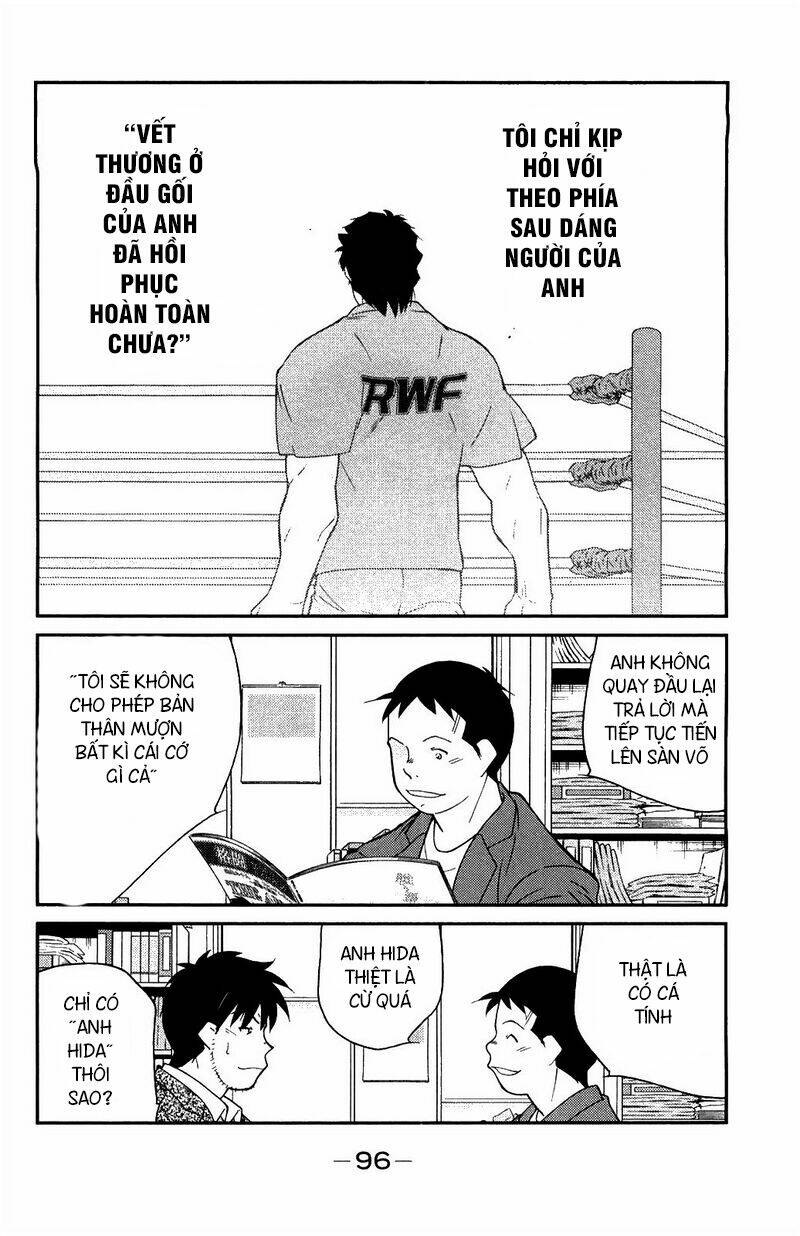 TÔI CHỈ KỊP
HỎI VỚI
THEO PHÍA
SAU DÁNG
NGƯỜI CỦA
ANH
“VẾT
THƯƠNG Ở
ĐẦU GỐI
CỦA ANH
ĐÃ HỒI
PHỤC
HOÀN TOÀN
CHƯA?”
RWF
ANH KHÔNG
QUAY ĐẦU LẠI
TRẢ LỜI MÀ
TIẾP TỤC TIẾN
LÊN SÀN VÕ
"TÔI SẼ KHÔNG
CHO PHÉP BẢN
THÂN MƯỢN
BẤT KÌ CÁI CỚ
GÌ CẢ"
THẬT LÀ
CÓ CÁ
TÍNH
ANH HIDA
THIỆT LÀ
CỪ QUÁ
CHỈ CÓ
"ANH
HIDA"
THÔI
SAO?
—96—